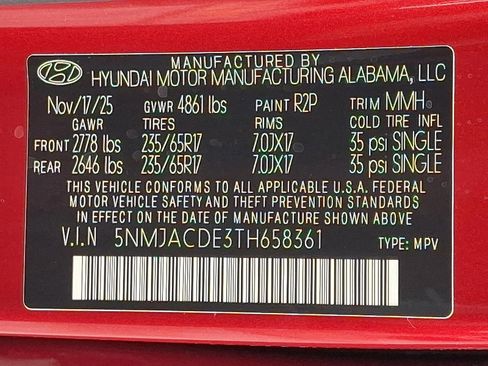 MANUFACTURED BY
HYUNDAI MOTOR MANUFACTURING ALABAMA, LLC
Nov/17/25 GVWR 4861 lbs PAINT R2P TRIM MMH
GAWR TIRES RIMS COLD TIRE INFL
FRONT 2778 lbs 235/65R17 7.0JX17 35 psi SINGLE
REAR 2646 lbs 235/65R17 7.0JX17 35 psi SINGLE
THIS VEHICLE CONFORMS TO ALL APPLICABLE U.S.A. FEDERAL
MOTOR VEHICLE SAFETY AND THEFT PREVENTION STANDARDS
IN EFFECT ON THE DATE OF MANUFACTURE SHOWN ABOVE.
V.I.N 5NMJACDE3TH658361 TYPE: MPV